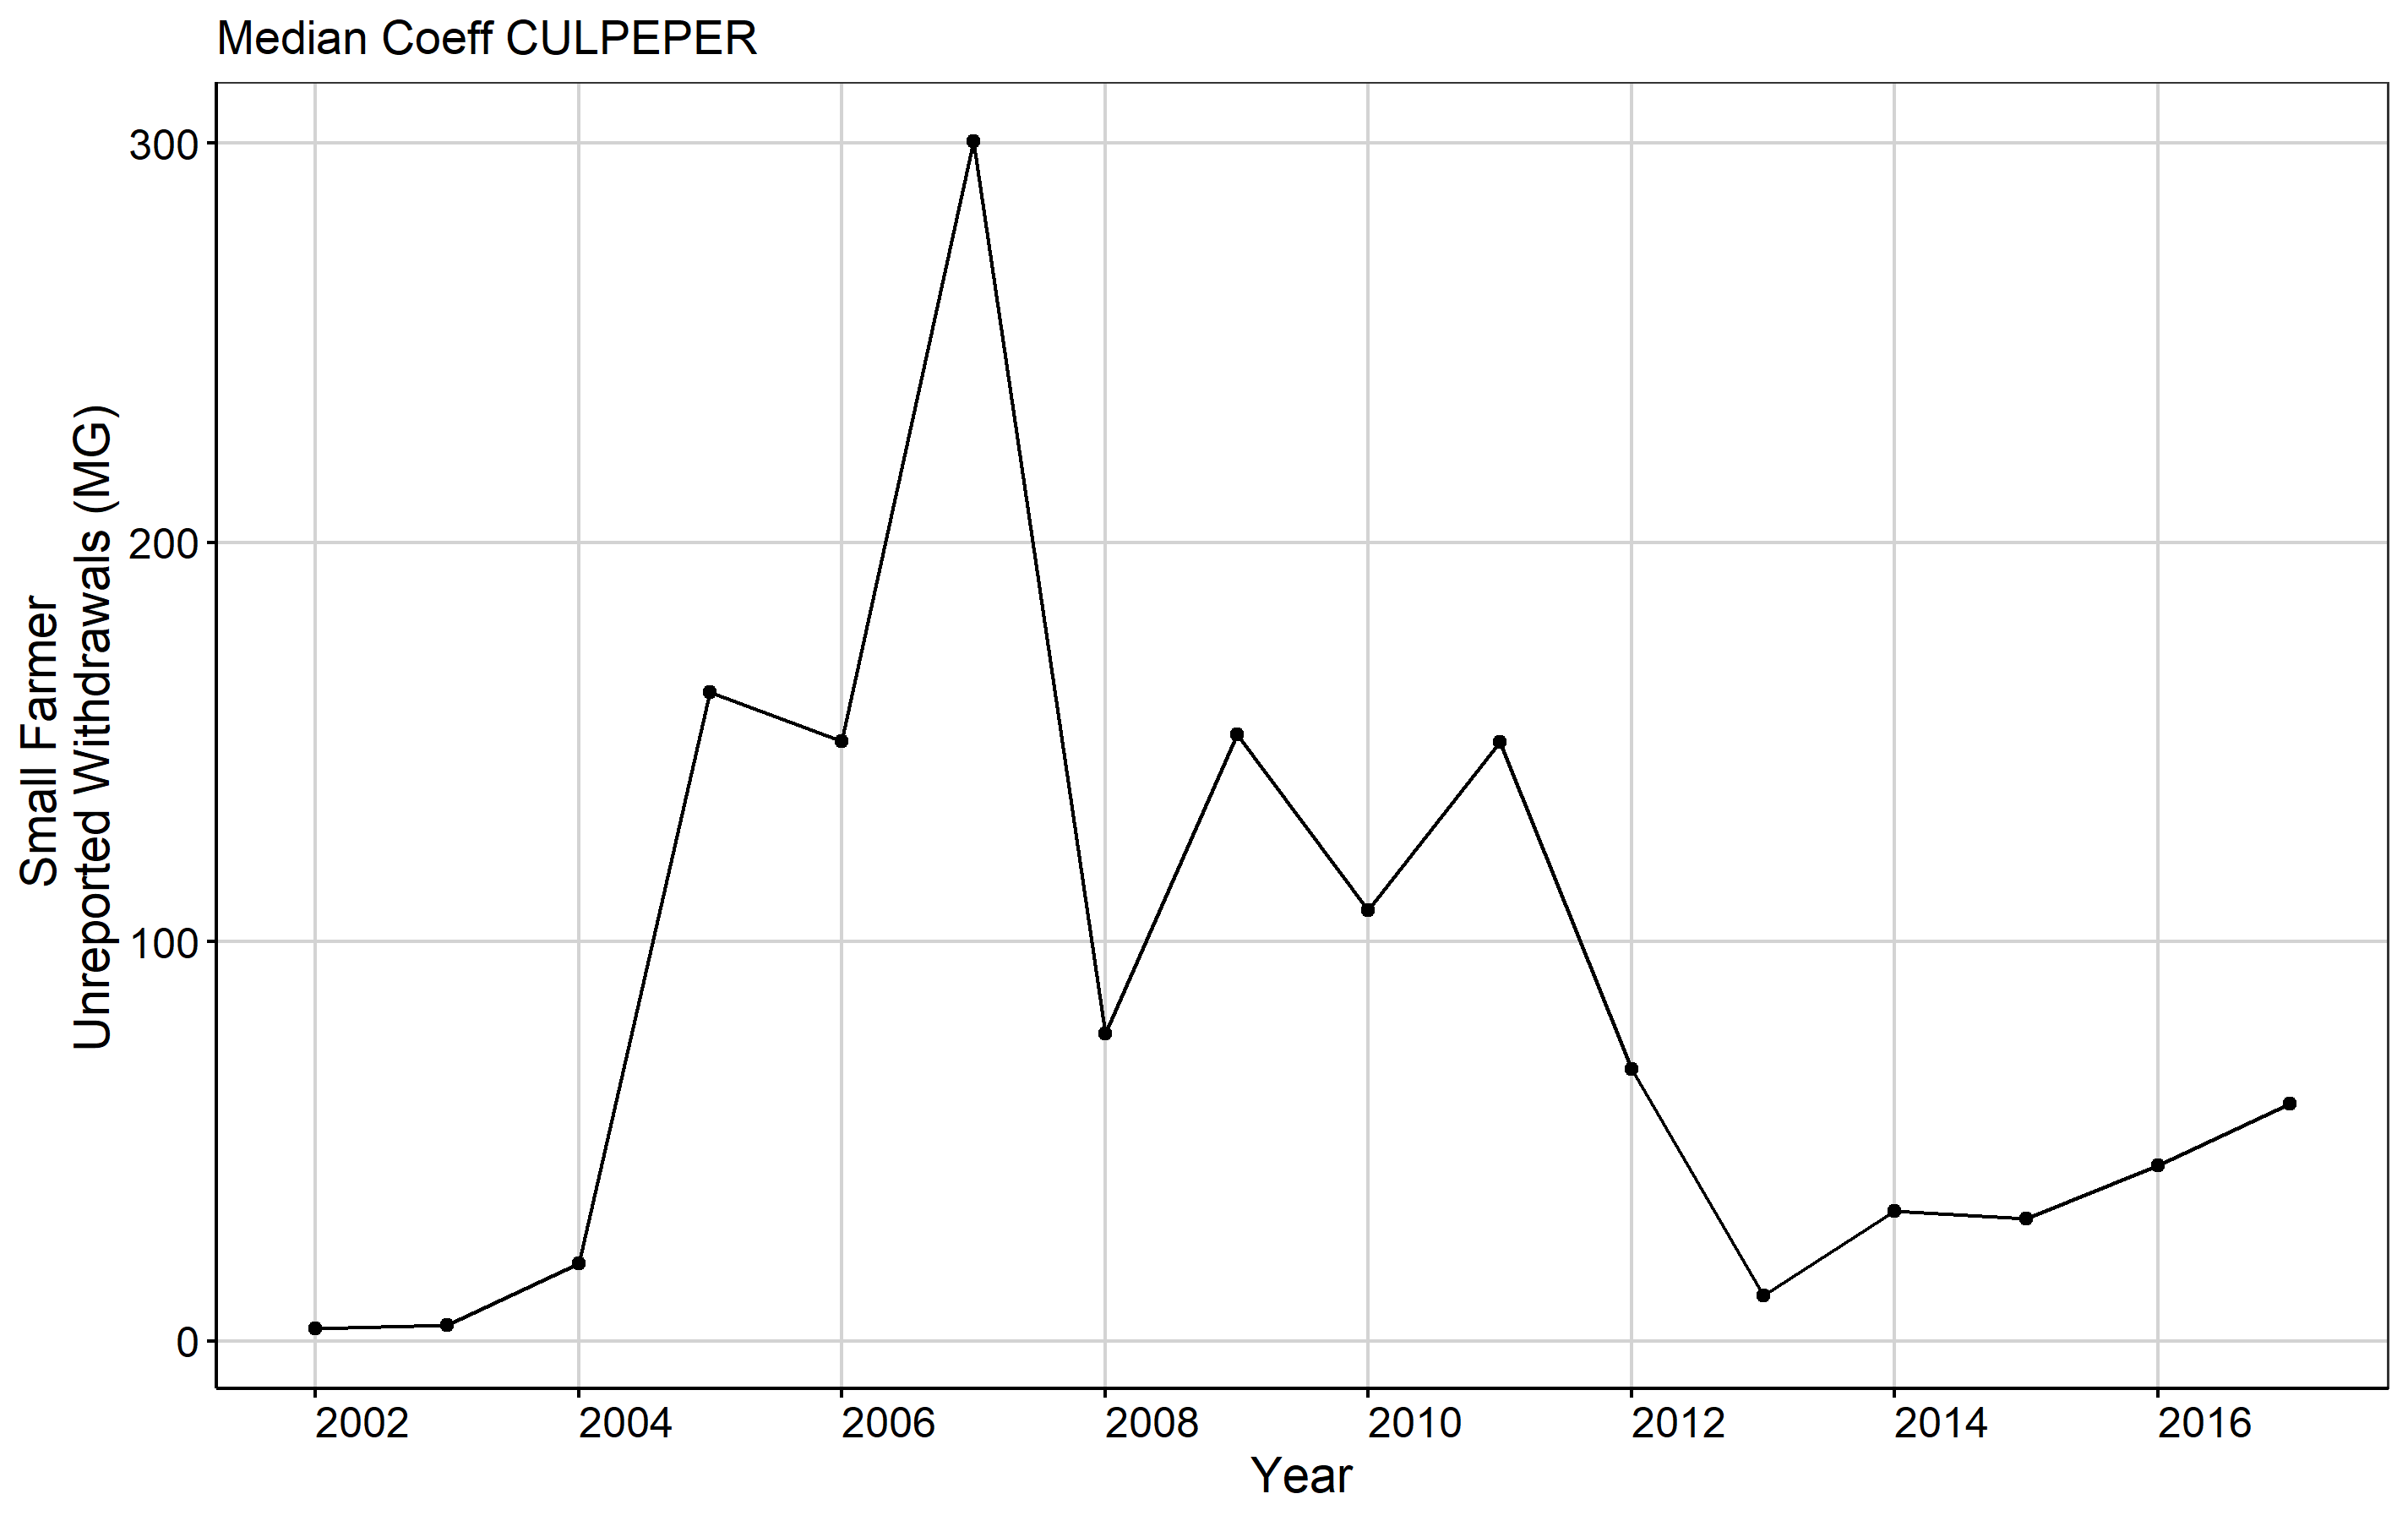 Median Coeff CULPEPER
Small Farmer
Unreported Withdrawals (MG)
300
200
100
0
2002 2004 2006 2008 2010 2012 2014 2016
Year